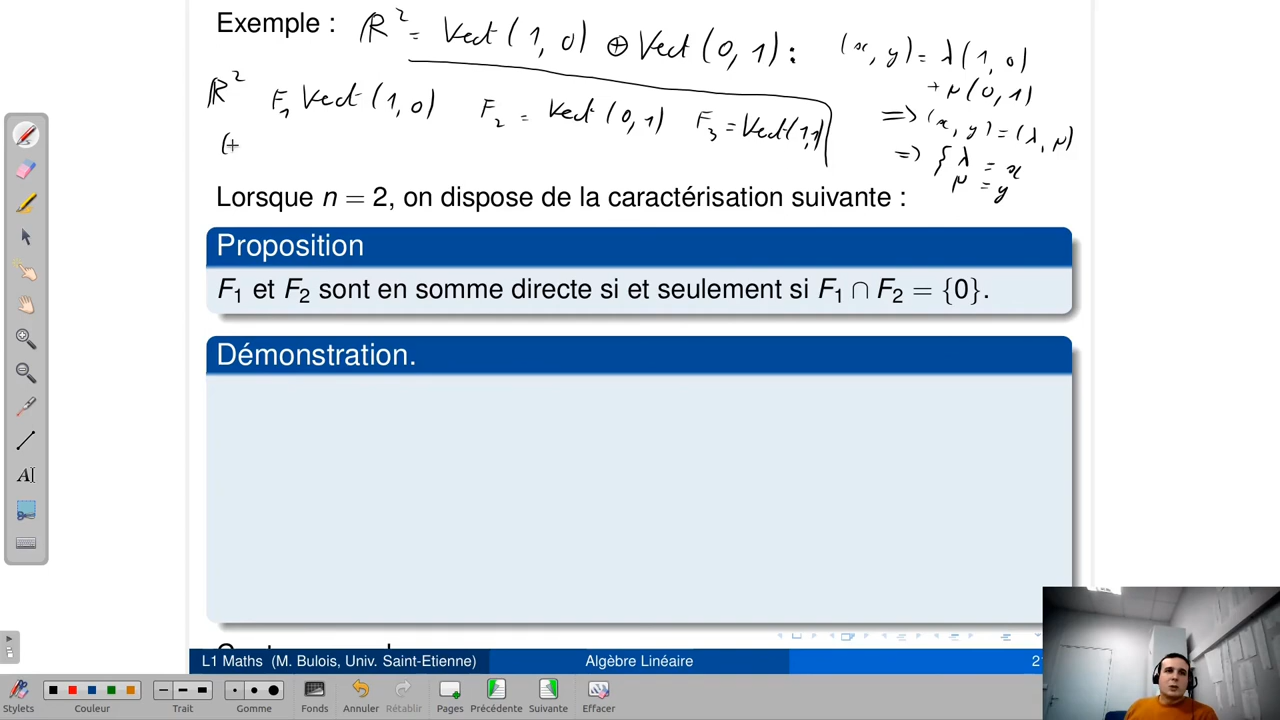 Exemple : ℝ² = Vect(1,0) ⊕ Vect(0,1) :
(x, y) = λ(1,0)
+ μ(0,1)
=> (x, y) = (λ, μ)
=> { λ = x
μ = y
ℝ² F₁ Vect(1,0) F₂ = Vect(0,1) F₃ = Vect(1,1)
Lorsque n = 2, on dispose de la caractérisation suivante :
Proposition
F₁ et F₂ sont en somme directe si et seulement si F₁ ∩ F₂ = {0}.
Démonstration.
L1 Maths (M. Bulois, Univ. Saint-Etienne) Algèbre Linéaire
Stylets Couleur Trait Gomme Fonds Annuler Rétablir Pages Précédente Suivante Effacer